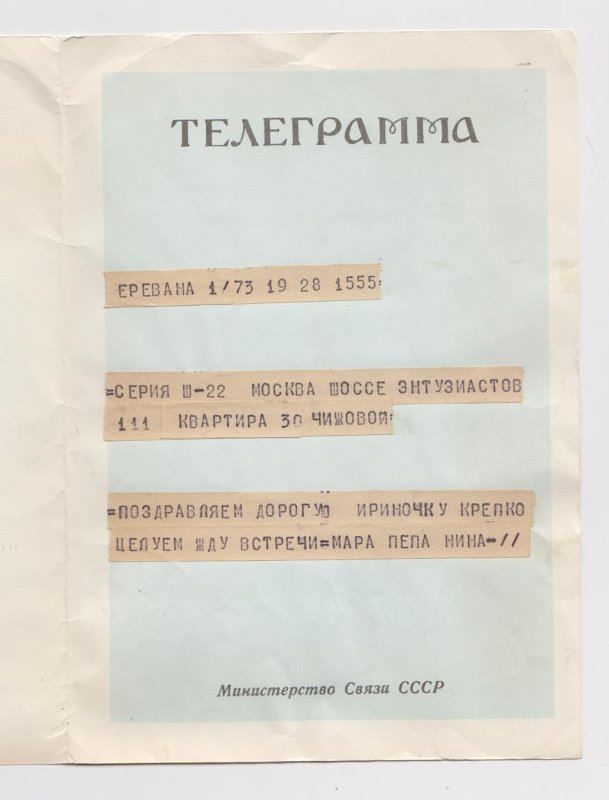 ТЕЛЕГРАММА
ЕРЕВАНА 1/73 19 28 1555=
=СЕРИЯ Ш-22 МОСКВА ШОССЕ ЭНТУЗИАСТОВ
111 КВАРТИРА 30 ЧИЖОВОЙ=
=ПОЗДРАВЛЯЕМ ДОРОГУЮ ИРИНОЧКУ КРЕПКО
ЦЕЛУЕМ ЖДУ ВСТРЕЧИ=МАРА ПЕПА НИНА-//
Министерство Связи СССР